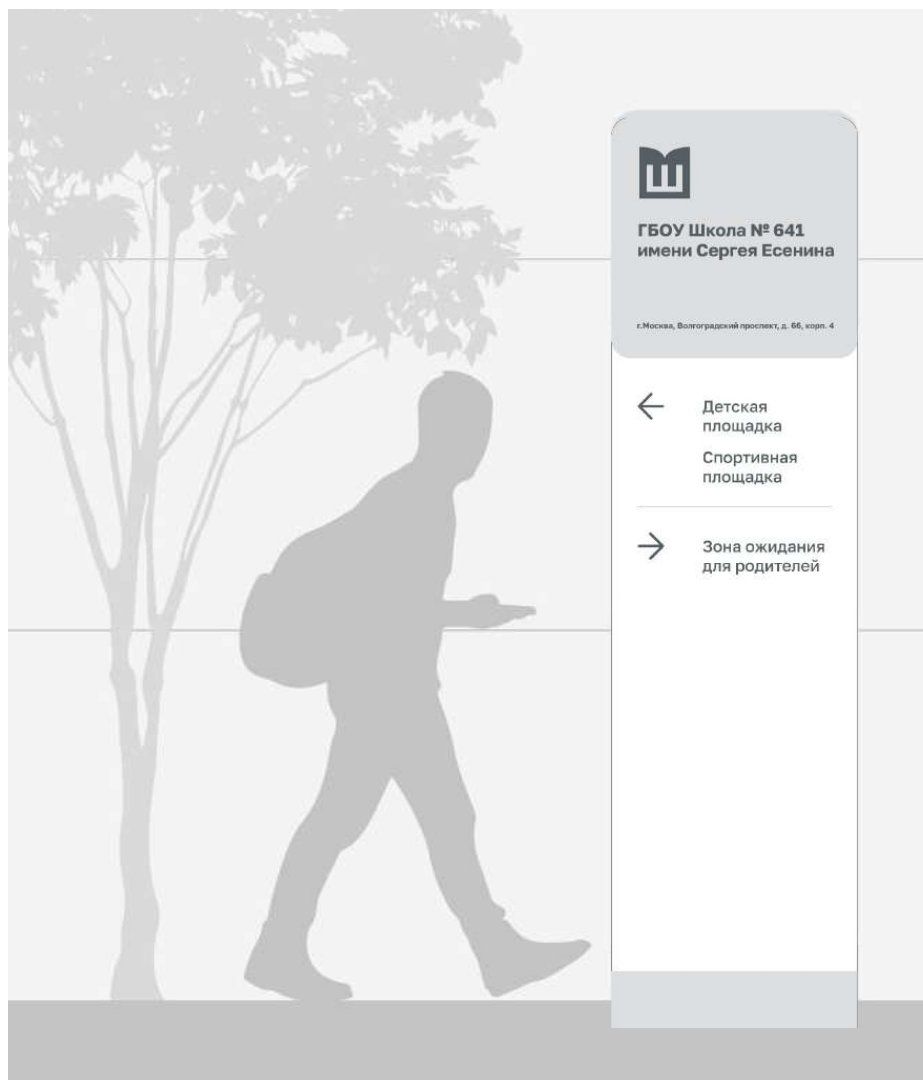 ГБОУ Школа № 641
имени Сергея Есенина
г.Москва, Волгоградский проспект, д. 66, корп. 4
Детская
площадка
Спортивная
площадка
Зона ожидания
для родителей